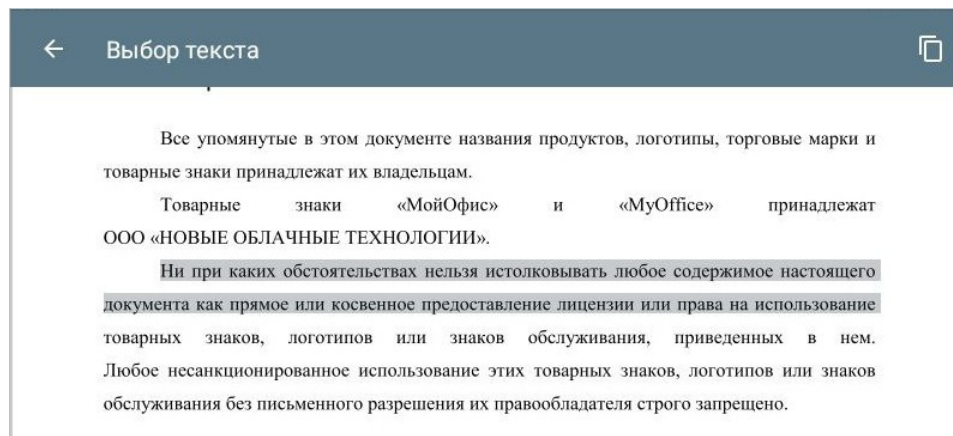 Выбор текста
Все упомянутые в этом документе названия продуктов, логотипы, торговые марки и
товарные знаки принадлежат их владельцам.
Товарные знаки «МойОфис» и «MyOffice» принадлежат
ООО «НОВЫЕ ОБЛАЧНЫЕ ТЕХНОЛОГИИ».
Ни при каких обстоятельствах нельзя истолковывать любое содержимое настоящего
документа как прямое или косвенное предоставление лицензии или права на использование
товарных знаков, логотипов или знаков обслуживания, приведенных в нем.
Любое несанкционированное использование этих товарных знаков, логотипов или знаков
обслуживания без письменного разрешения их правообладателя строго запрещено.